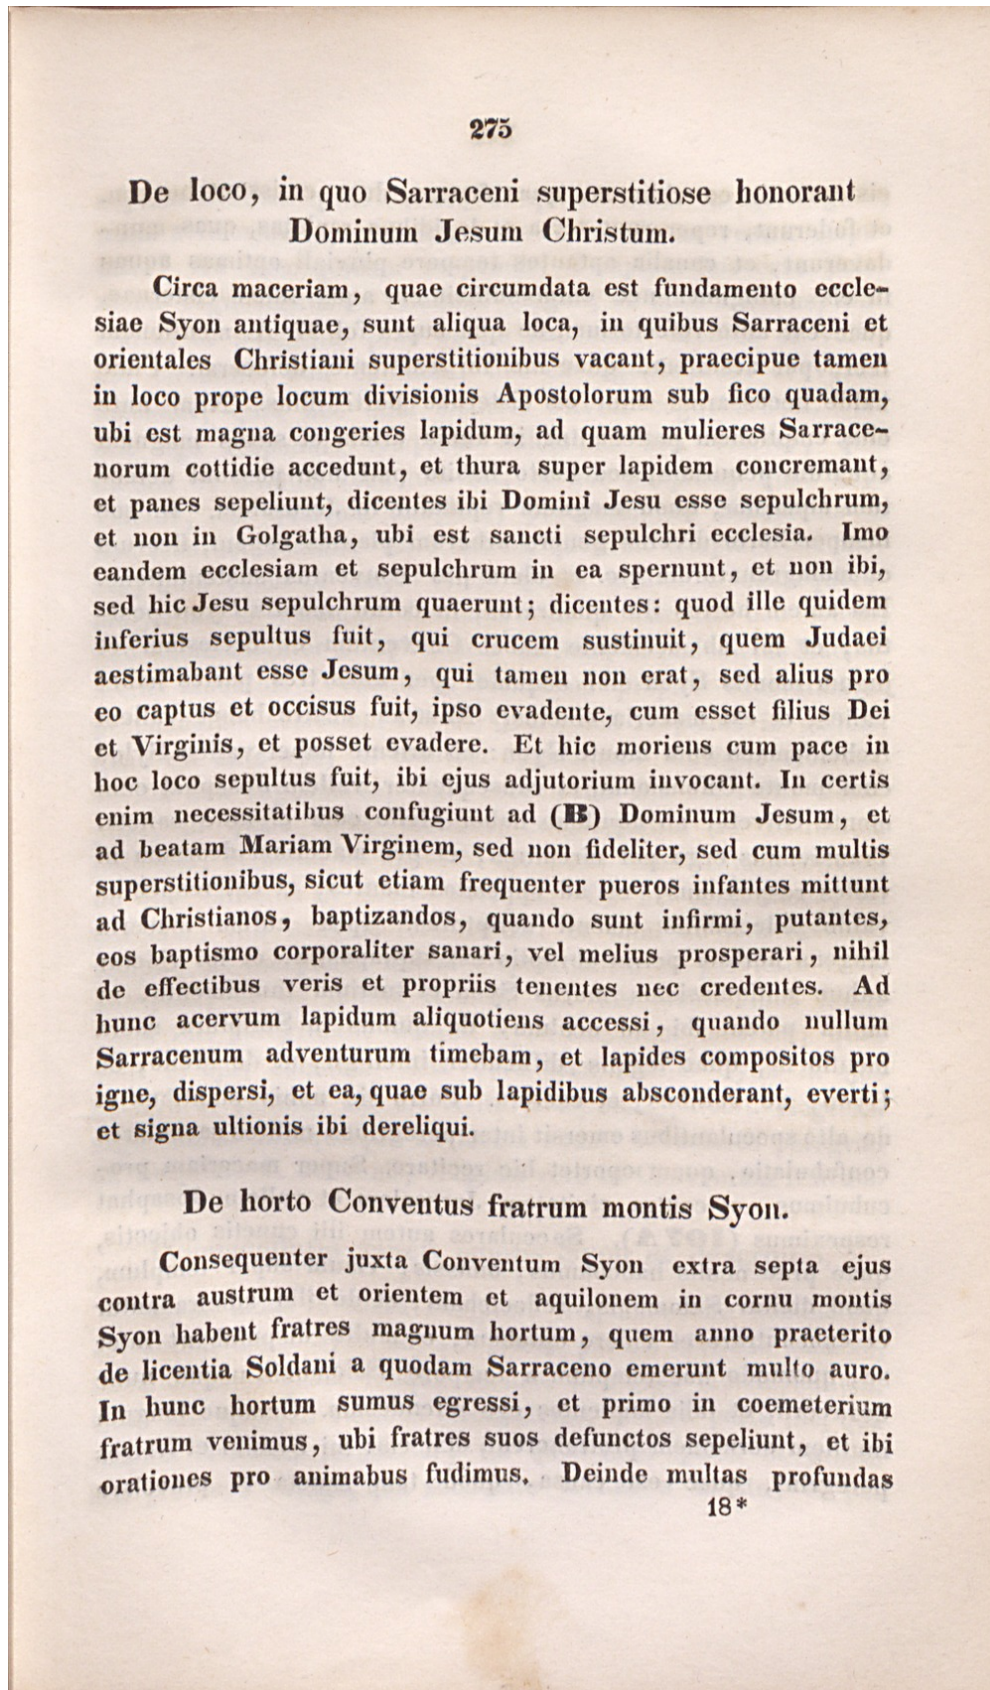 275
De loco, in quo Sarraceni superstitiose honorant
Dominum Jesum Christum.
Circa maceriam, quae circumdata est fundamento eccle-
siae Syon antiquae, sunt aliqua loca, in quibus Sarraceni et
orientales Christiani superstitionibus vacant, praecipue tamen
in loco prope locum divisionis Apostolorum sub fico quadam,
ubi est magna congeries lapidum, ad quam mulieres Sarrace-
norum cottidie accedunt, et thura super lapidem concremant,
et panes sepeliunt, dicentes ibi Domini Jesu esse sepulchrum,
et non in Golgatha, ubi est sancti sepulchri ecclesia. Imo
eandem ecclesiam et sepulchrum in ea spernunt, et non ibi,
sed hic Jesu sepulchrum quaerunt; dicentes: quod ille quidem
inferius sepultus fuit, qui crucem sustinuit, quem Judaei
aestimabant esse Jesum, qui tamen non erat, sed alius pro
eo captus et occisus fuit, ipso evadente, cum esset filius Dei
et Virginis, et posset evadere. Et hic moriens cum pace in
hoc loco sepultus fuit, ibi ejus adjutorium invocant. In certis
enim necessitatibus confugiunt ad (B) Dominum Jesum, et
ad beatam Mariam Virginem, sed non fideliter, sed cum multis
superstitionibus, sicut etiam frequenter pueros infantes mittunt
ad Christianos, baptizandos, quando sunt infirmi, putantes,
eos baptismo corporaliter sanari, vel melius prosperari, nihil
de effectibus veris et propriis tenentes nec credentes. Ad
hunc acervum lapidum aliquotiens accessi, quando nullum
Sarracenum adventurum timebam, et lapides compositos pro
igne, dispersi, et ea, quae sub lapidibus absconderant, everti;
et signa ultionis ibi dereliqui.
De horto Conventus fratrum montis Syon.
Consequenter juxta Conventum Syon extra septa ejus
contra austrum et orientem et aquilonem in cornu montis
Syon habent fratres magnum hortum, quem anno praeterito
de licentia Soldani a quodam Sarraceno emerunt multo auro.
In hunc hortum sumus egressi, et primo in coemeterium
fratrum venimus, ubi fratres suos defunctos sepeliunt, et ibi
orationes pro animabus fudimus. Deinde multas profundas
18*